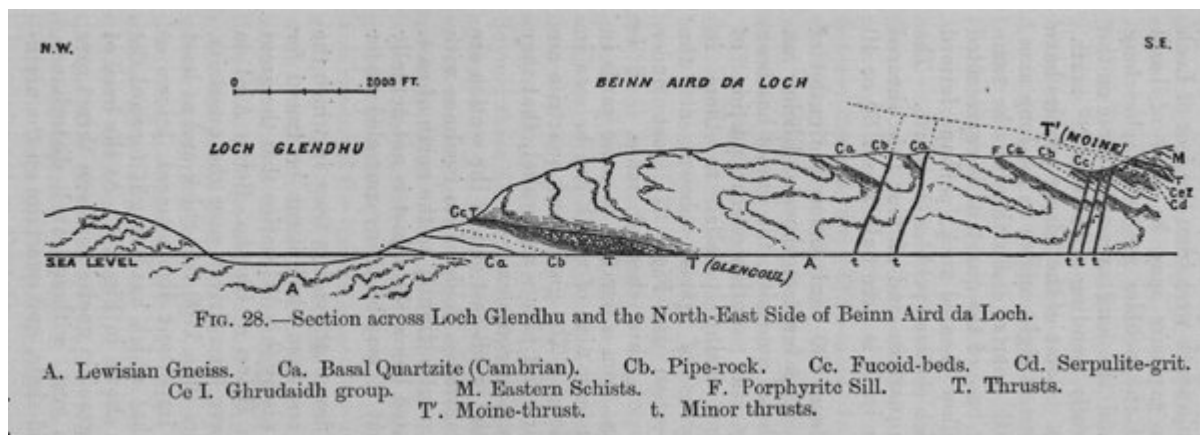 N.W.
S.E.
0 2000 FT.
BEINN AIRD DA LOCH
LOCH GLENDHU
T' (MOINE)
Ca Cb Ca F Ca Cb Cc M
T
Ce I
Cd
Cc T
SEA LEVEL
A Ca Cb T T (GLENCOUL) A t t t t t
FIG. 28.—Section across Loch Glendhu and the North-East Side of Beinn Aird da Loch.
A. Lewisian Gneiss. Ca. Basal Quartzite (Cambrian). Cb. Pipe-rock. Cc. Fucoid-beds. Cd. Serpulite-grit.
Ce I. Ghrudaidh group. M. Eastern Schists. F. Porphyrite Sill. T. Thrusts.
T'. Moine-thrust. t. Minor thrusts.